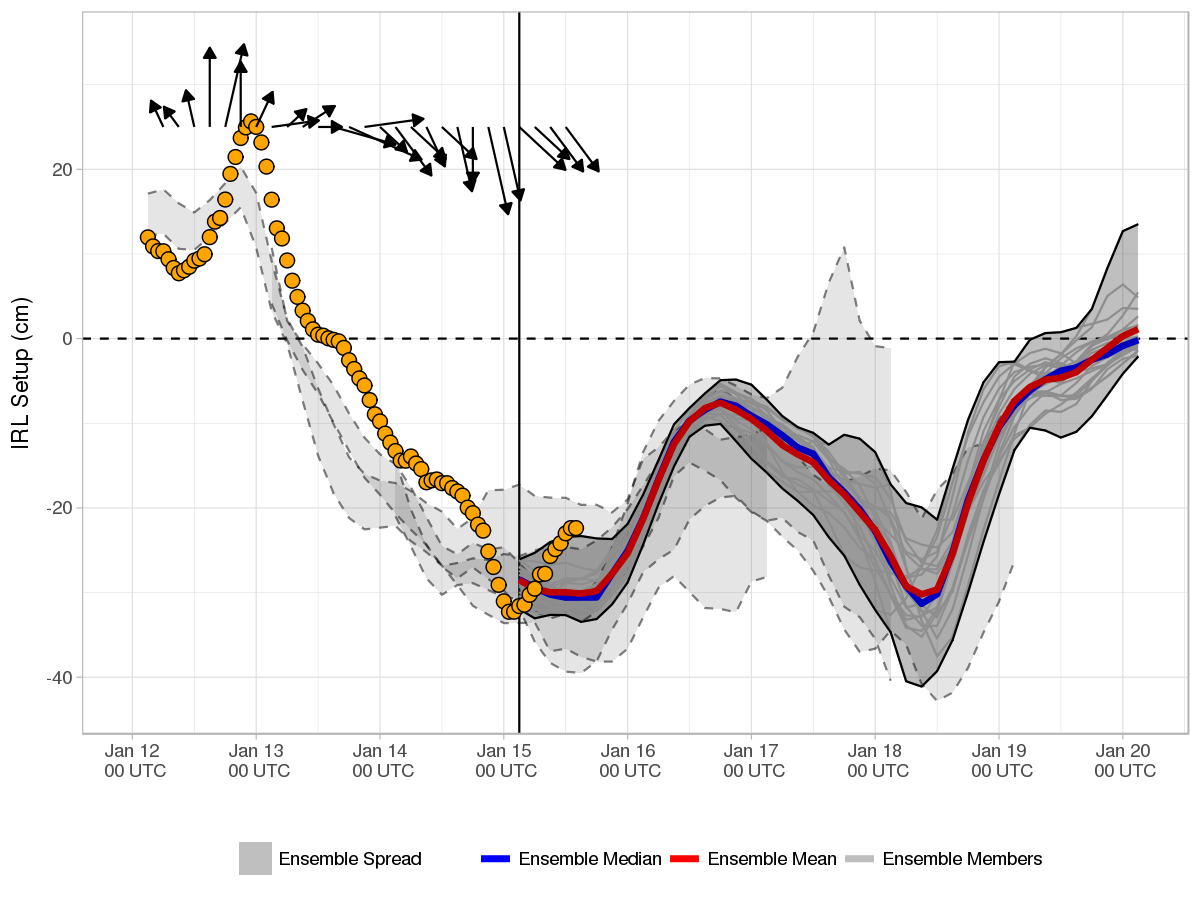 IRL Setup (cm)
20
0
-20
-40
Jan 12 Jan 13 Jan 14 Jan 15 Jan 16 Jan 17 Jan 18 Jan 19 Jan 20
00 UTC 00 UTC 00 UTC 00 UTC 00 UTC 00 UTC 00 UTC 00 UTC 00 UTC
Ensemble Spread Ensemble Median Ensemble Mean Ensemble Members